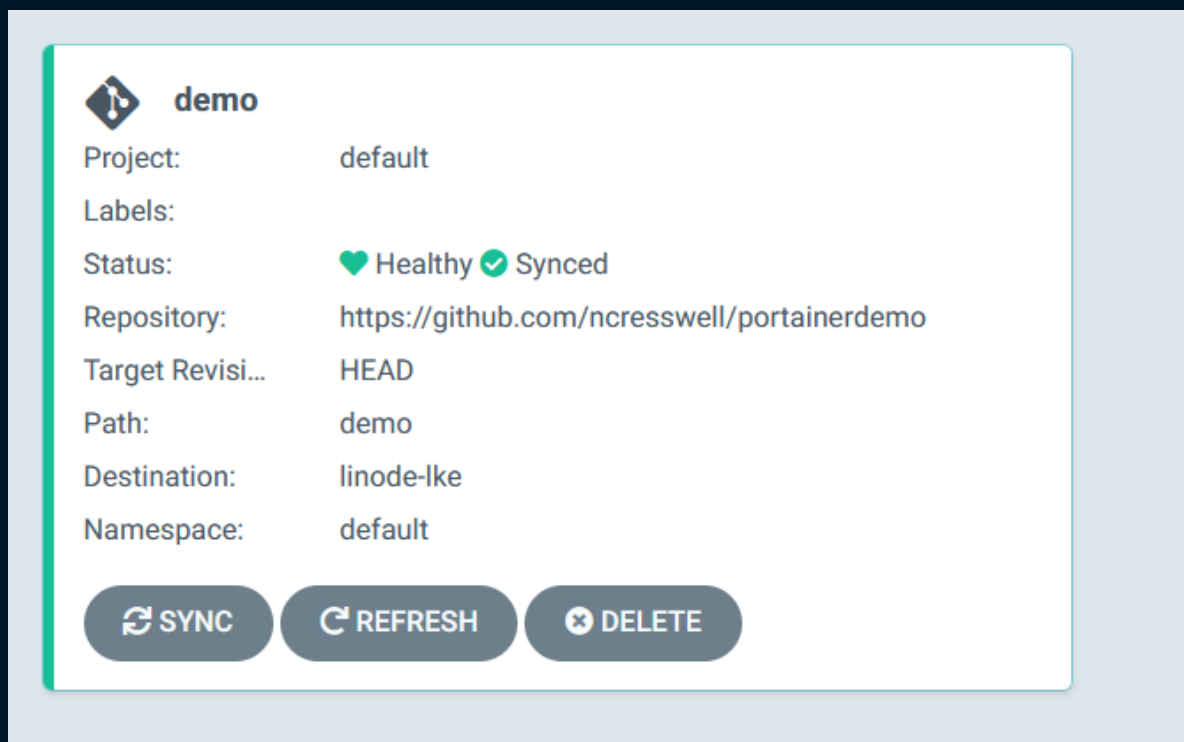 demo
Project: default
Labels:
Status: Healthy Synced
Repository: https://github.com/ncresswell/portainerdemo
Target Revisi... HEAD
Path: demo
Destination: linode-lke
Namespace: default
SYNC REFRESH DELETE